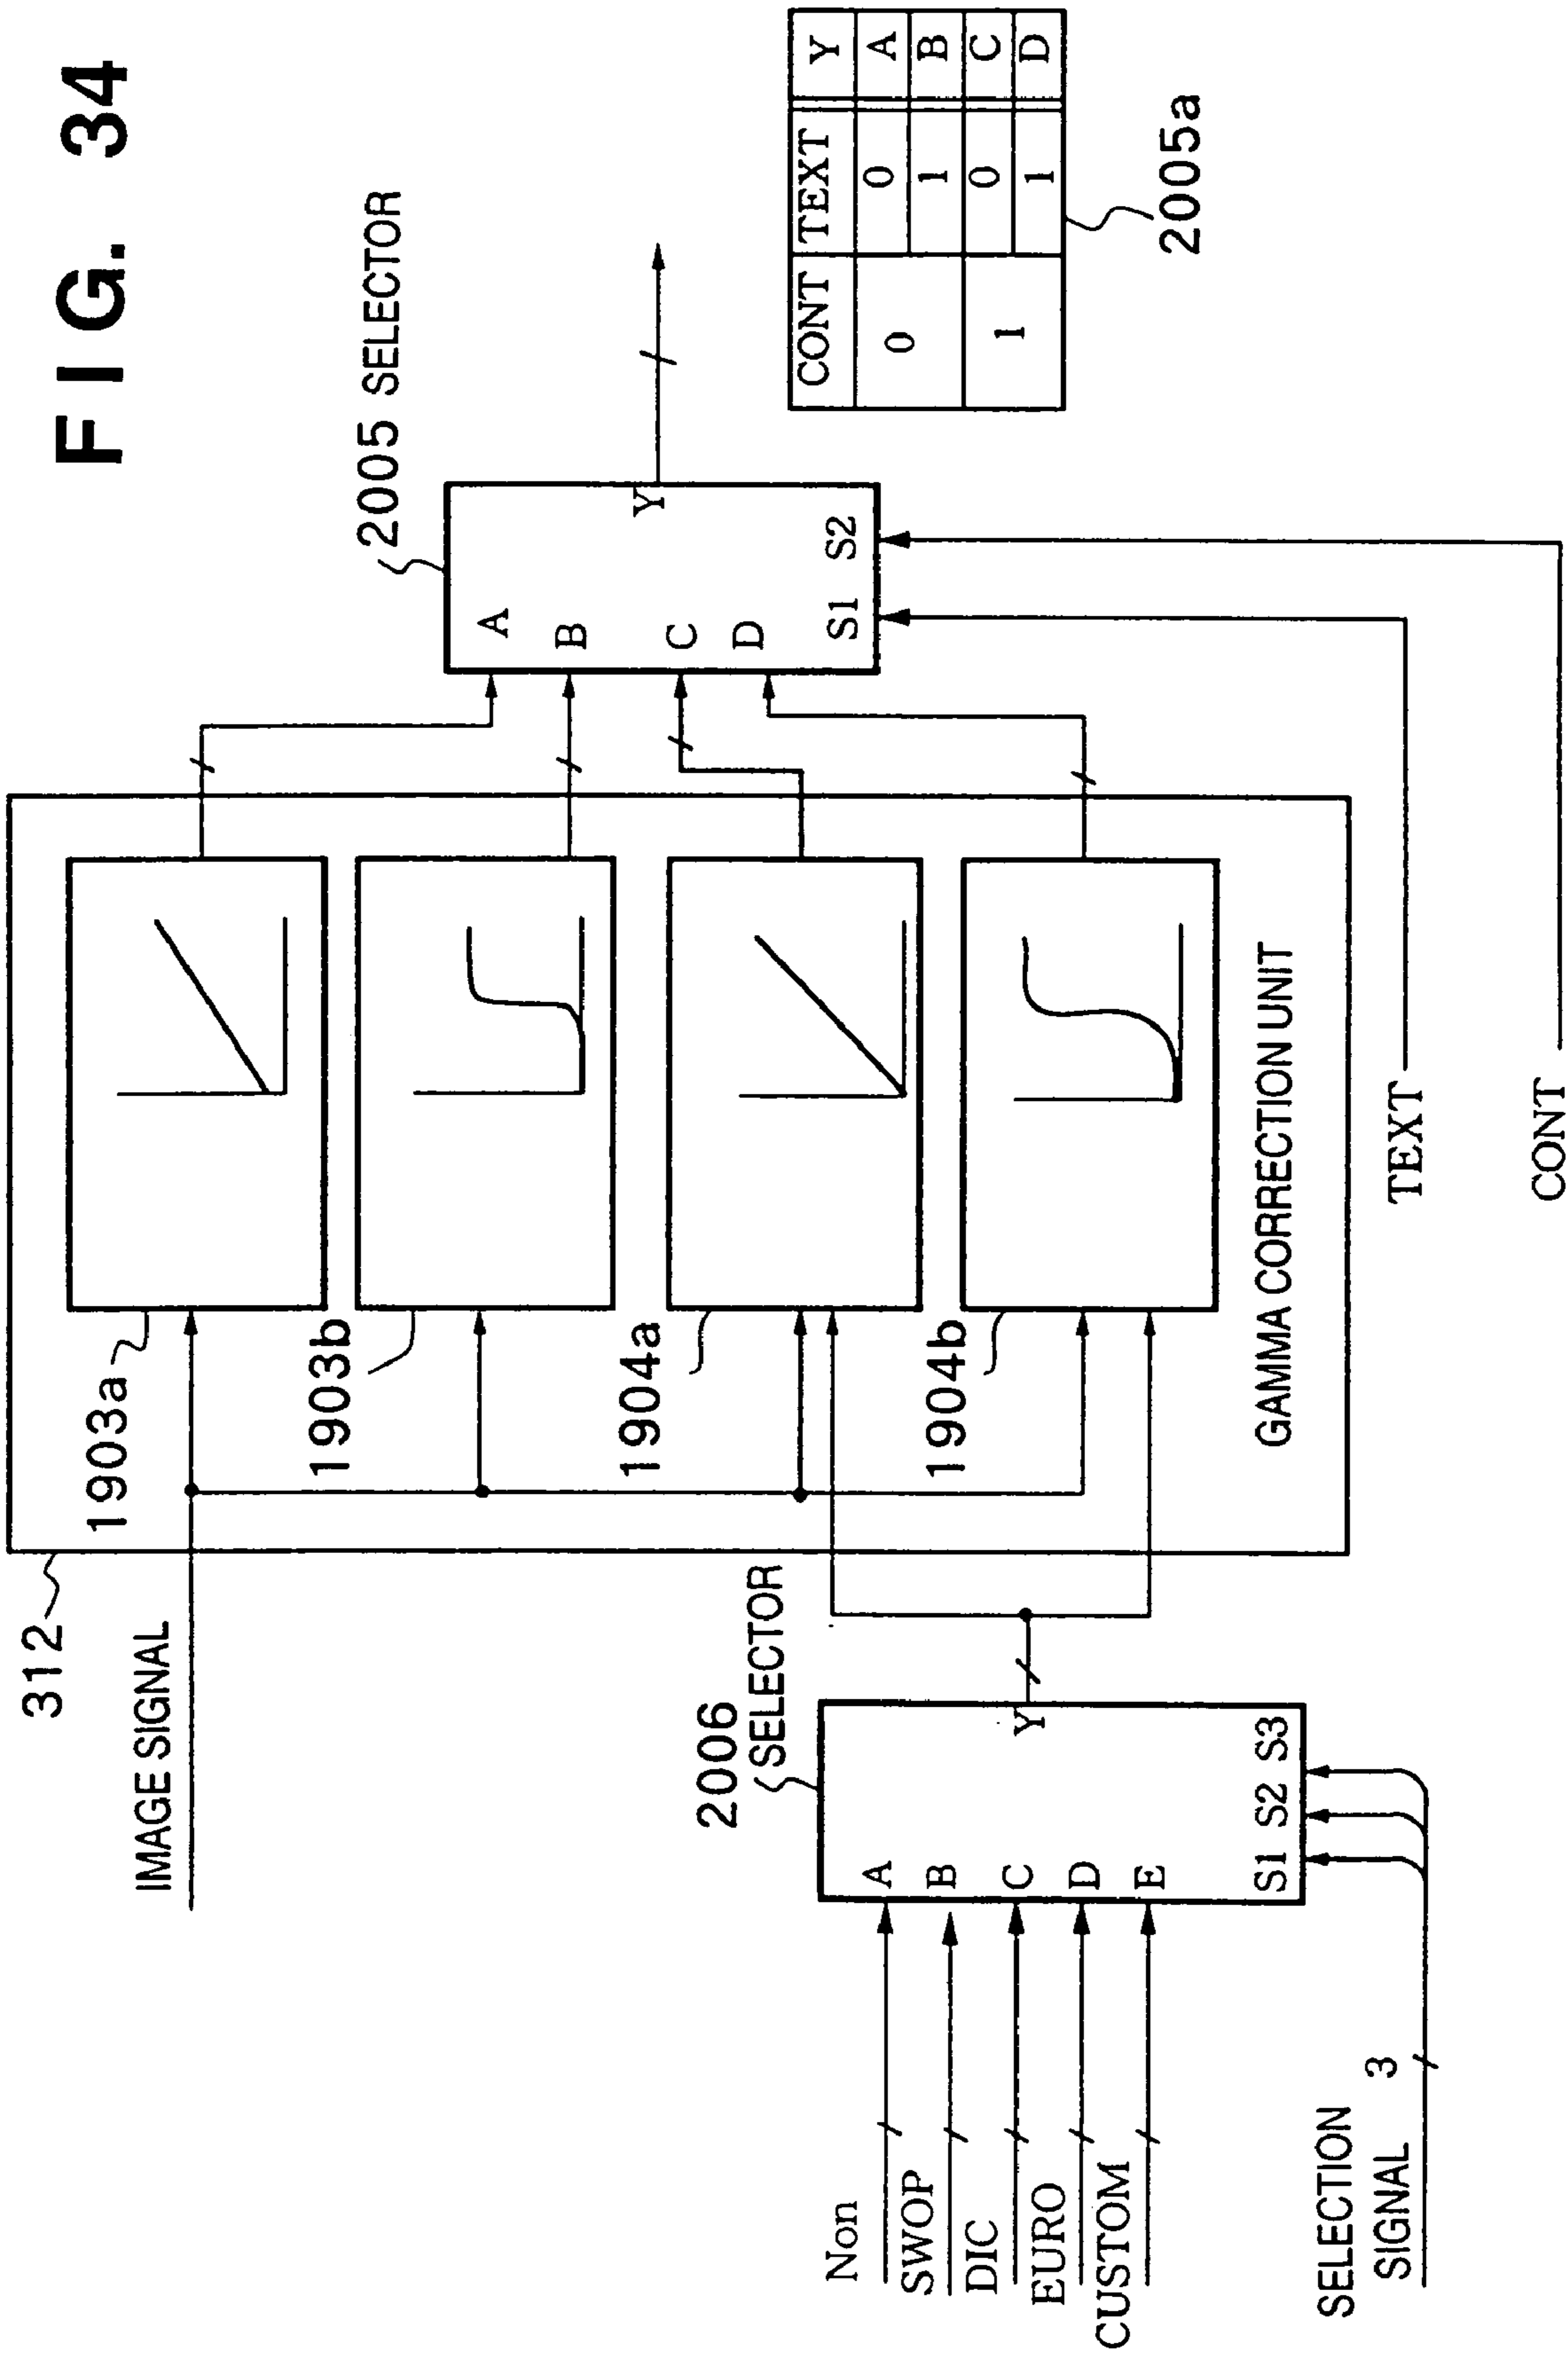 FIG. 34
312
IMAGE SIGNAL
1903a
1903b
1904a
1904b
GAMMA CORRECTION UNIT
2005 SELECTOR
A
B
C
D
Y
S1 S2
CONT TEXT Y
0 0 A
1 B
1 0 C
1 D
2005a
TEXT
CONT
2006
SELECTOR
A
B
C
D
E
Y
S1 S2 S3
Non
SWOP
DIC
EURO
CUSTOM
SELECTION
SIGNAL 3